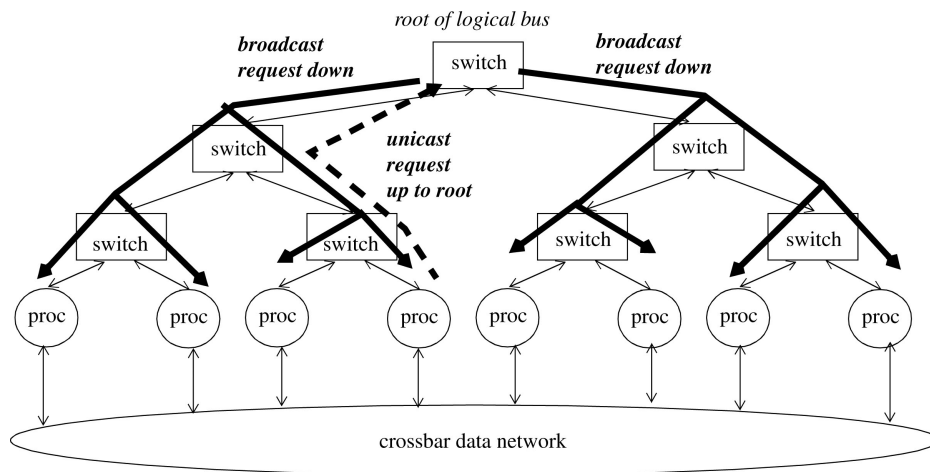 root of logical bus
broadcast
request down
broadcast
request down
switch
unicast
request
up to root
switch
switch
switch
switch
switch
switch
proc
proc
proc
proc
proc
proc
proc
proc
crossbar data network